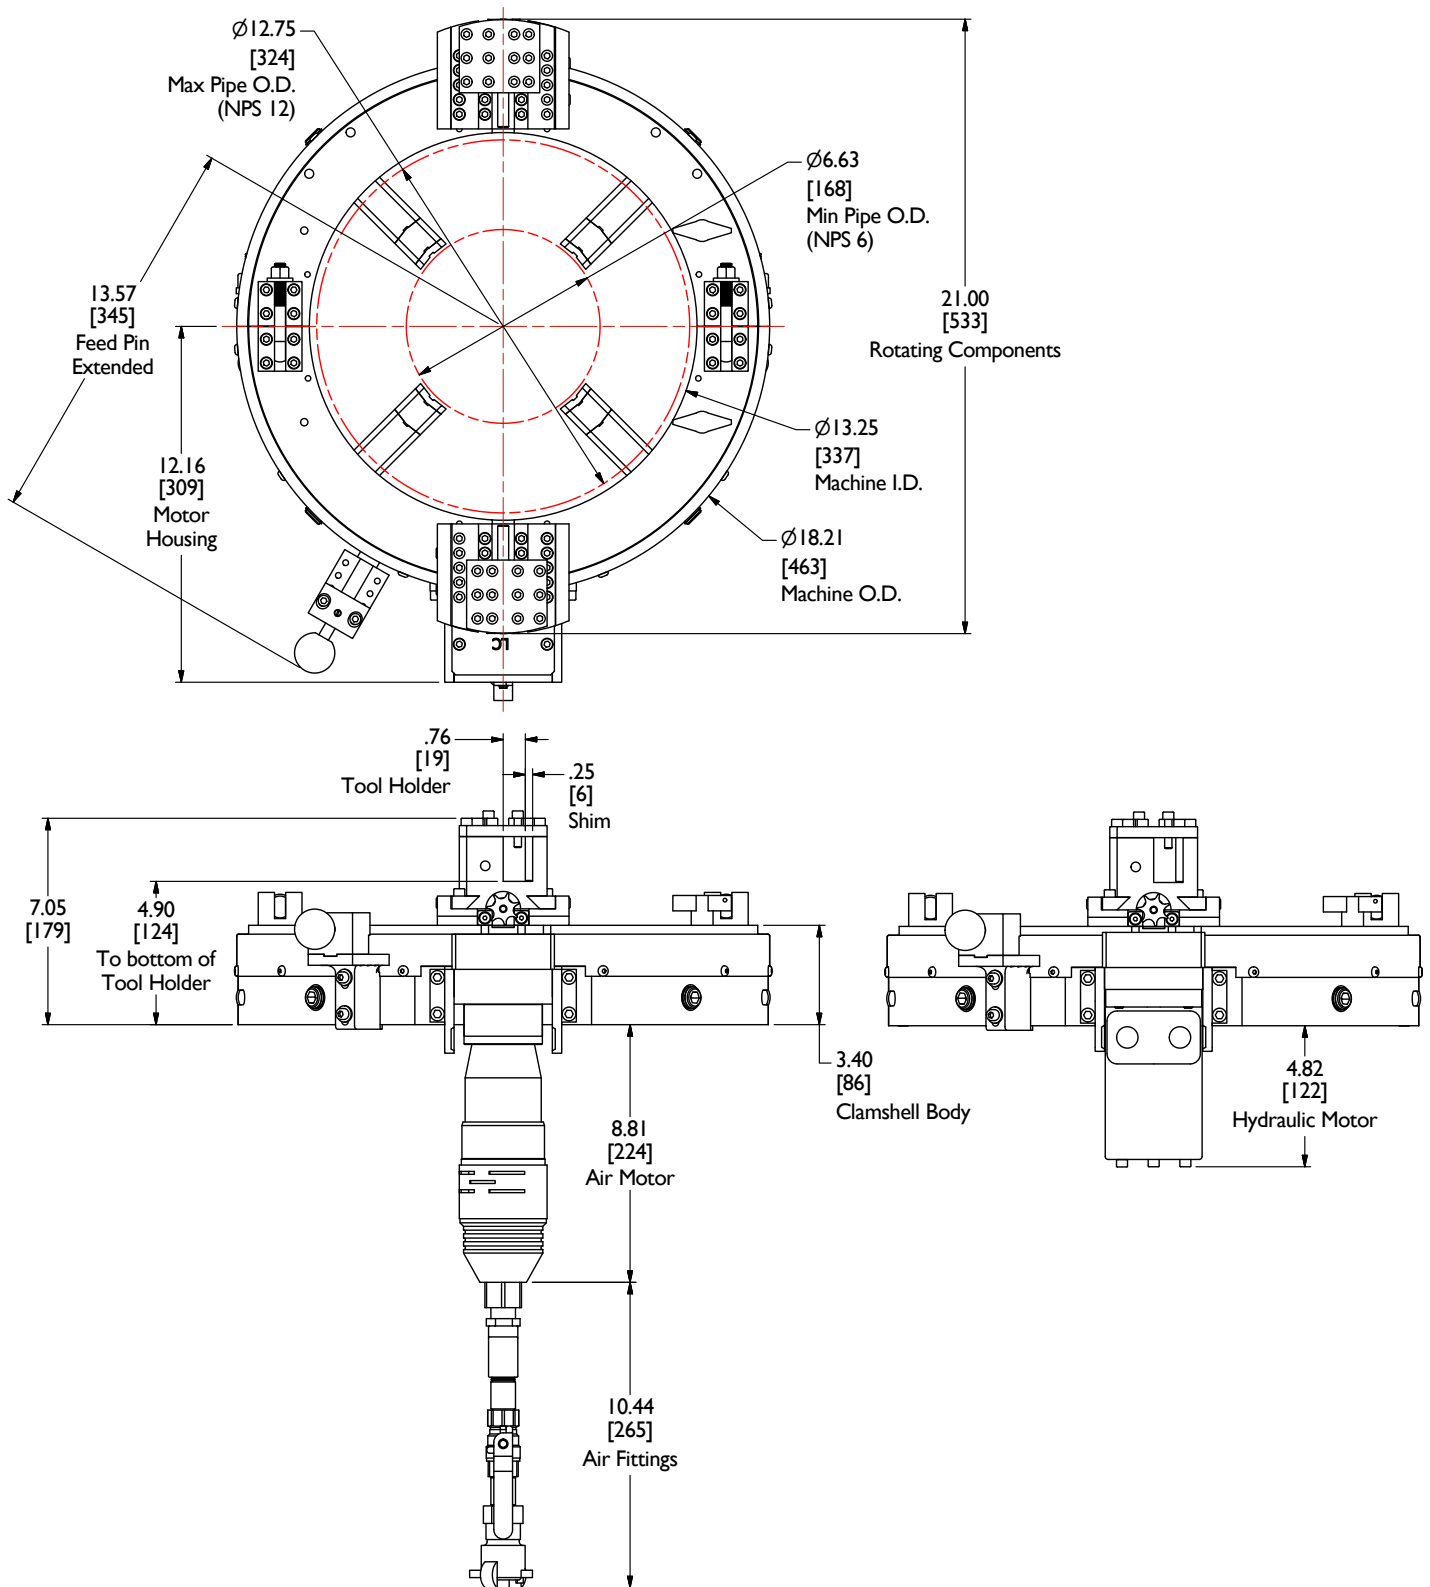 Ø12.75
[324]
Max Pipe O.D.
(NPS 12)
Ø6.63
[168]
Min Pipe O.D.
(NPS 6)
13.57
[345]
Feed Pin
Extended
21.00
[533]
Rotating Components
12.16
[309]
Motor
Housing
Ø13.25
[337]
Machine I.D.
Ø18.21
[463]
Machine O.D.
LC
.76
[19]
Tool Holder
.25
[6]
Shim
7.05
[179]
4.90
[124]
To bottom of
Tool Holder
3.40
[86]
Clamshell Body
4.82
[122]
Hydraulic Motor
8.81
[224]
Air Motor
10.44
[265]
Air Fittings